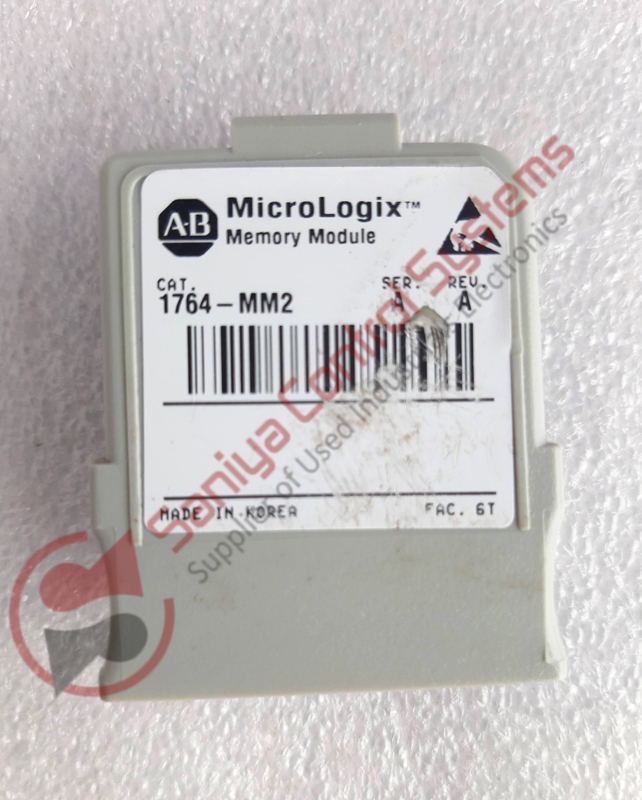 A-B
MicroLogix™
Memory Module
CAT.
SER. REV.
1764-MM2
A A
MADE IN KOREA
FAC. 6T
Saniya Control Systems
Supplier of Used Industrial Electronics